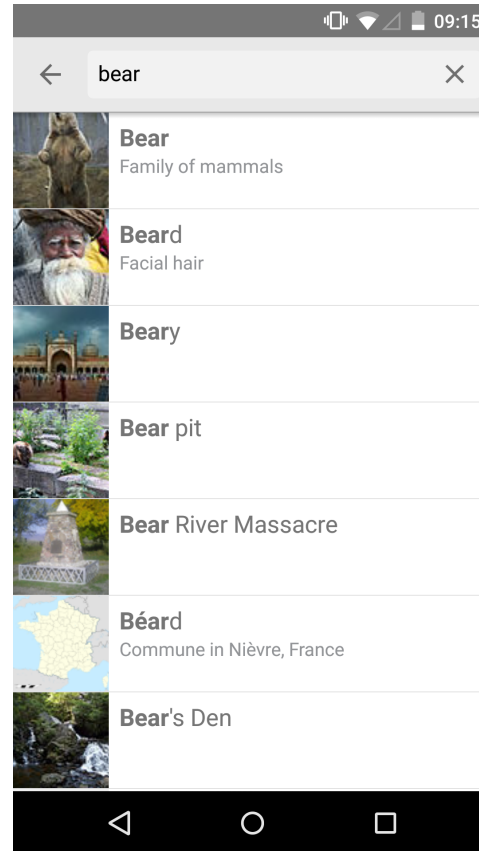 09:15
bear
Bear
Family of mammals
Beard
Facial hair
Beary
Bear pit
Bear River Massacre
Béard
Commune in Nièvre, France
Bear's Den